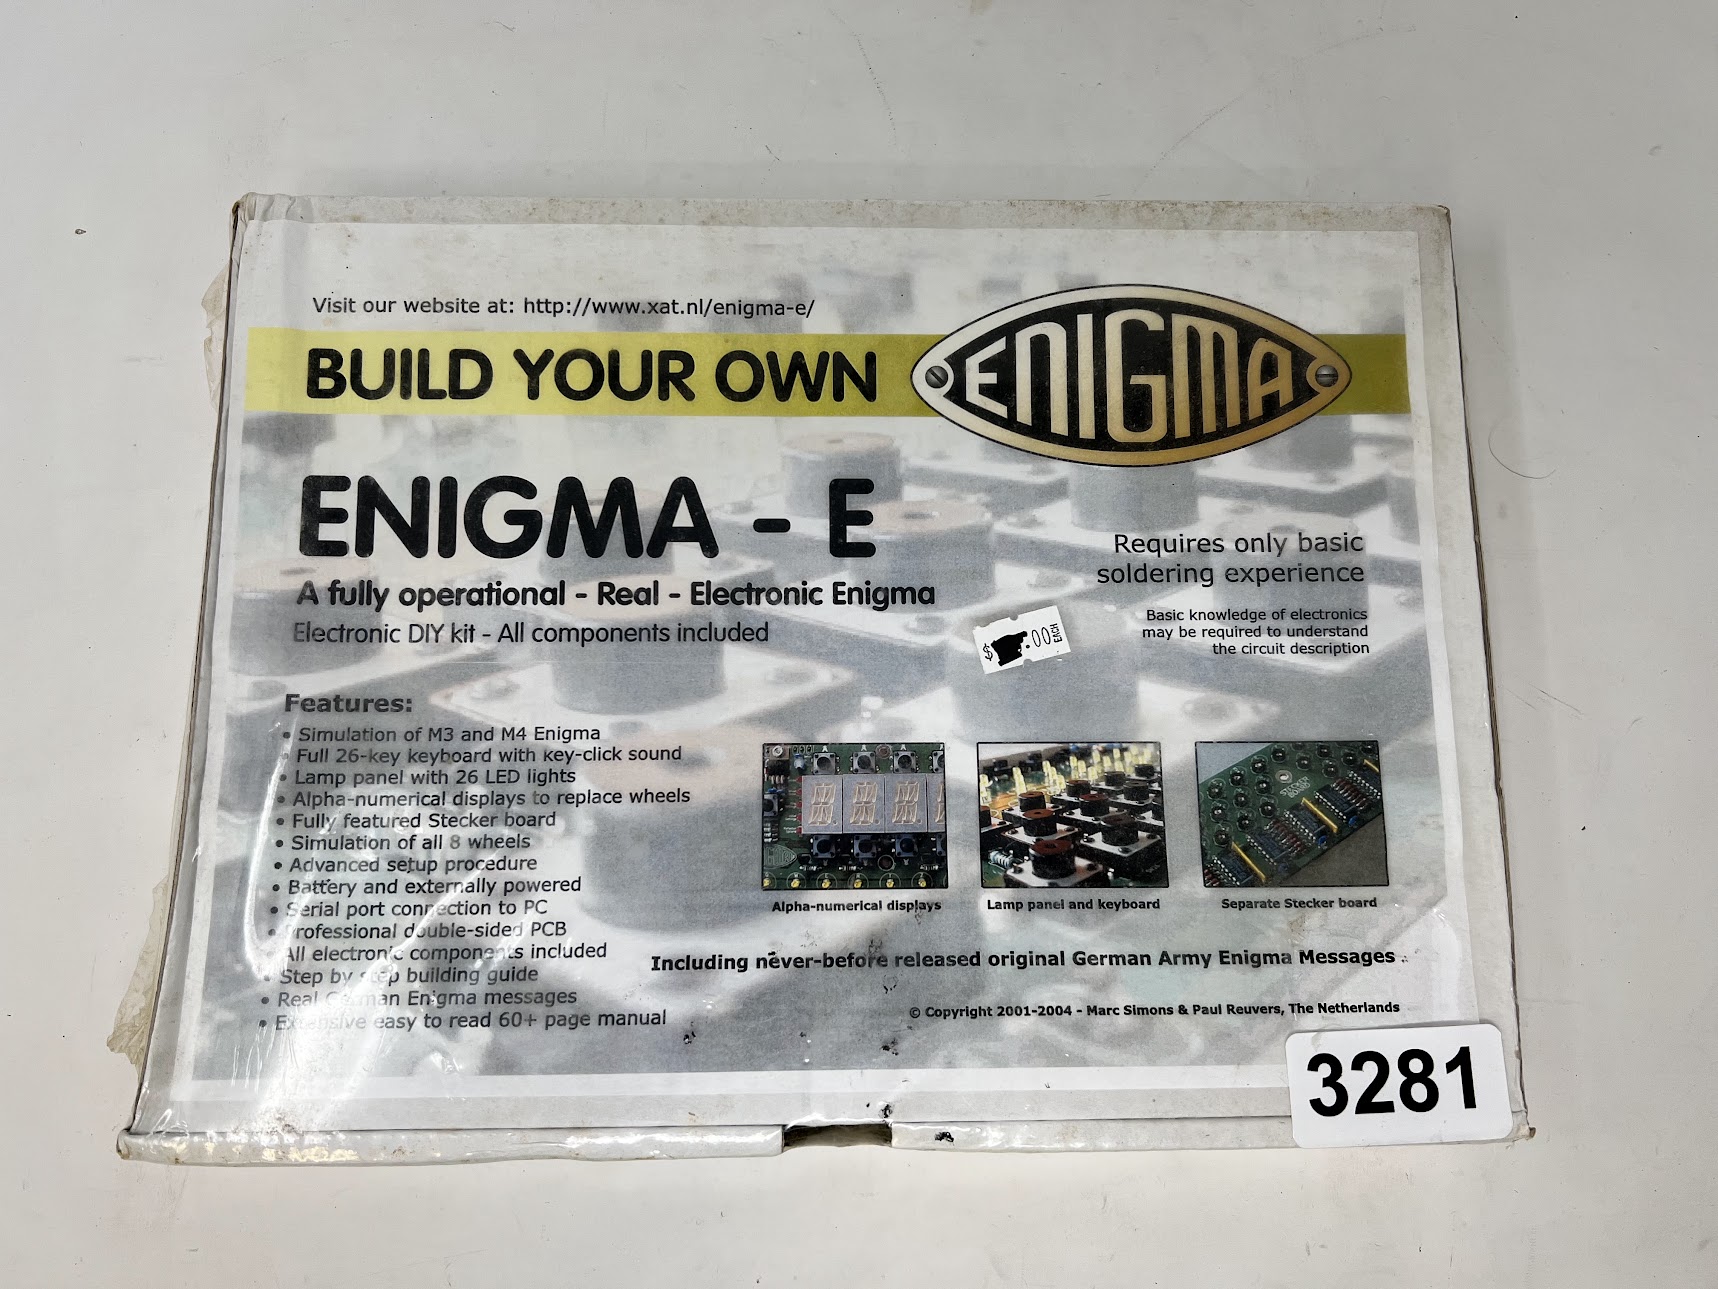 Visit our website at: http://www.xat.nl/enigma-e/
BUILD YOUR OWN
ENIGMA
ENIGMA - E
A fully operational - Real - Electronic Enigma
Electronic DIY kit - All components included
Requires only basic
soldering experience
Basic knowledge of electronics
may be required to understand
the circuit description
$ .00 EACH
Features:
• Simulation of M3 and M4 Enigma
• Full 26-key keyboard with key-click sound
• Lamp panel with 26 LED lights
• Alpha-numerical displays to replace wheels
• Fully featured Stecker board
• Simulation of all 8 wheels
• Advanced setup procedure
• Battery and externally powered
• Serial port connection to PC
• Professional double-sided PCB
All electronic components included
• Step by step building guide
• Real German Enigma messages
• Extensive easy to read 60+ page manual
STECKER
BOARD
Alpha-numerical displays
Lamp panel and keyboard
Separate Stecker board
Including never-before released original German Army Enigma Messages
© Copyright 2001-2004 - Marc Simons & Paul Reuvers, The Netherlands
3281